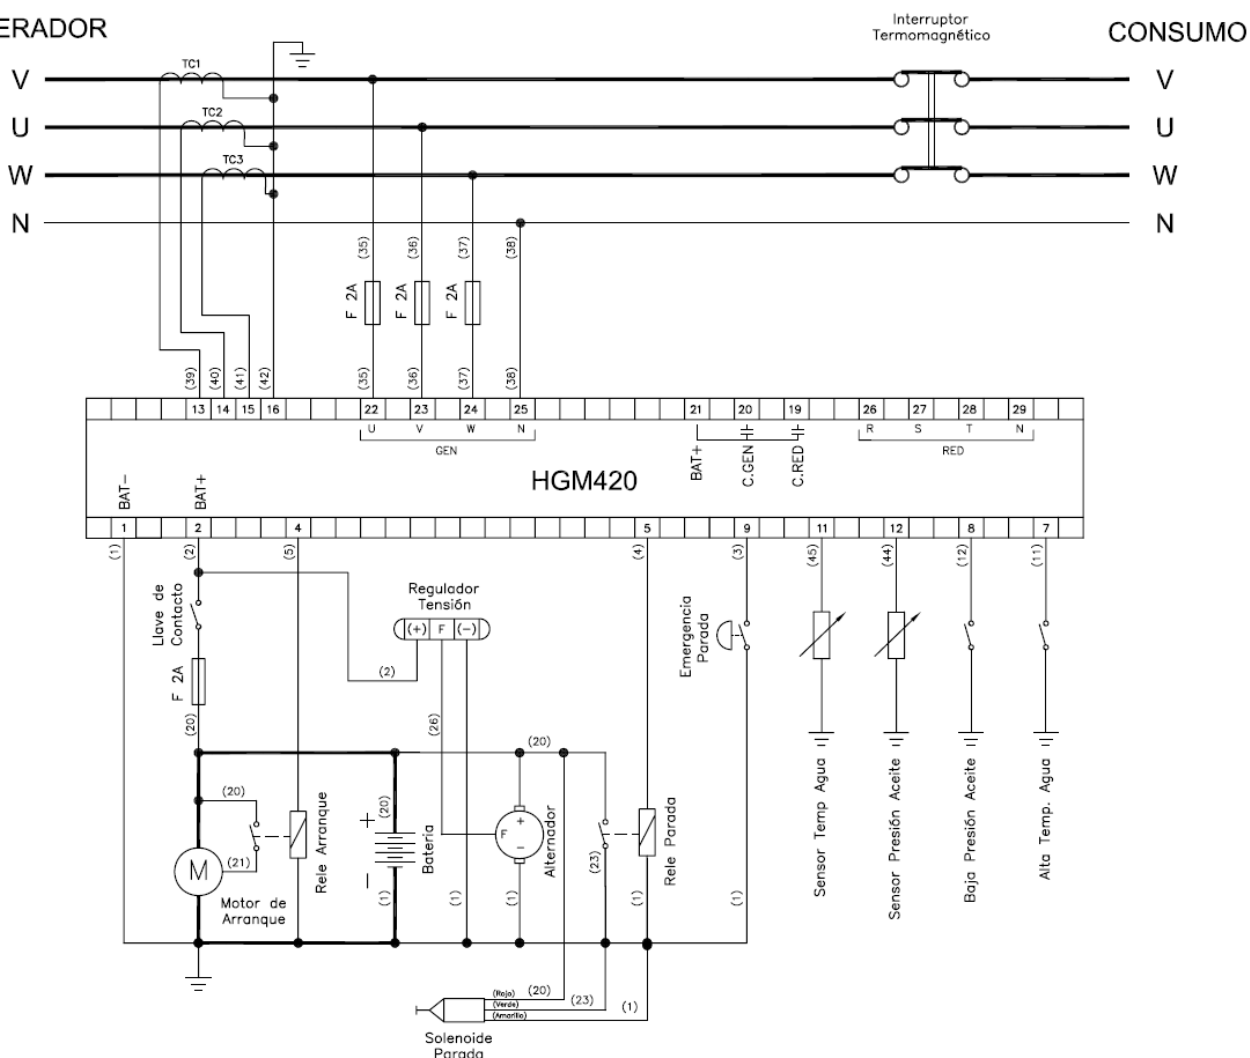 ERADOR
Interruptor
Termomagnético
CONSUMO
TC1
V
V
TC2
U
U
TC3
W
W
N
N
(35) (36) (37) (38)
F 2A F 2A F 2A
(39) (40) (41) (42) (35) (36) (37) (38)
13 14 15 16 22 23 24 25 21 20 19 26 27 28 29
U V W N R S T N
GEN
RED
BAT+
C.GEN
C.RED
HGM420
BAT-
BAT+
1 2 4 5 9 11 12 8 7
(1) (2) (5) (4) (3) (45) (44) (12) (11)
Llave de
Contacto
Regulador
Tensión
(+) F (-)
Emergencia
Parada
F 2A
(2)
(20)
(26)
(20)
(20)
(21)
M
Motor de
Arranque
Rele Arranque
+
-
(20)
Bateria
(1)
(1)
+
F
-
Alternador
(1)
(23)
Rele Parada
(1)
(1)
Sensor Temp Agua
Sensor Presión Aceite
Baja Presión Aceite
Alta Temp. Agua
(Rojo) (20)
(Verde) (23)
(Amarillo) (1)
Solenoide
Parada